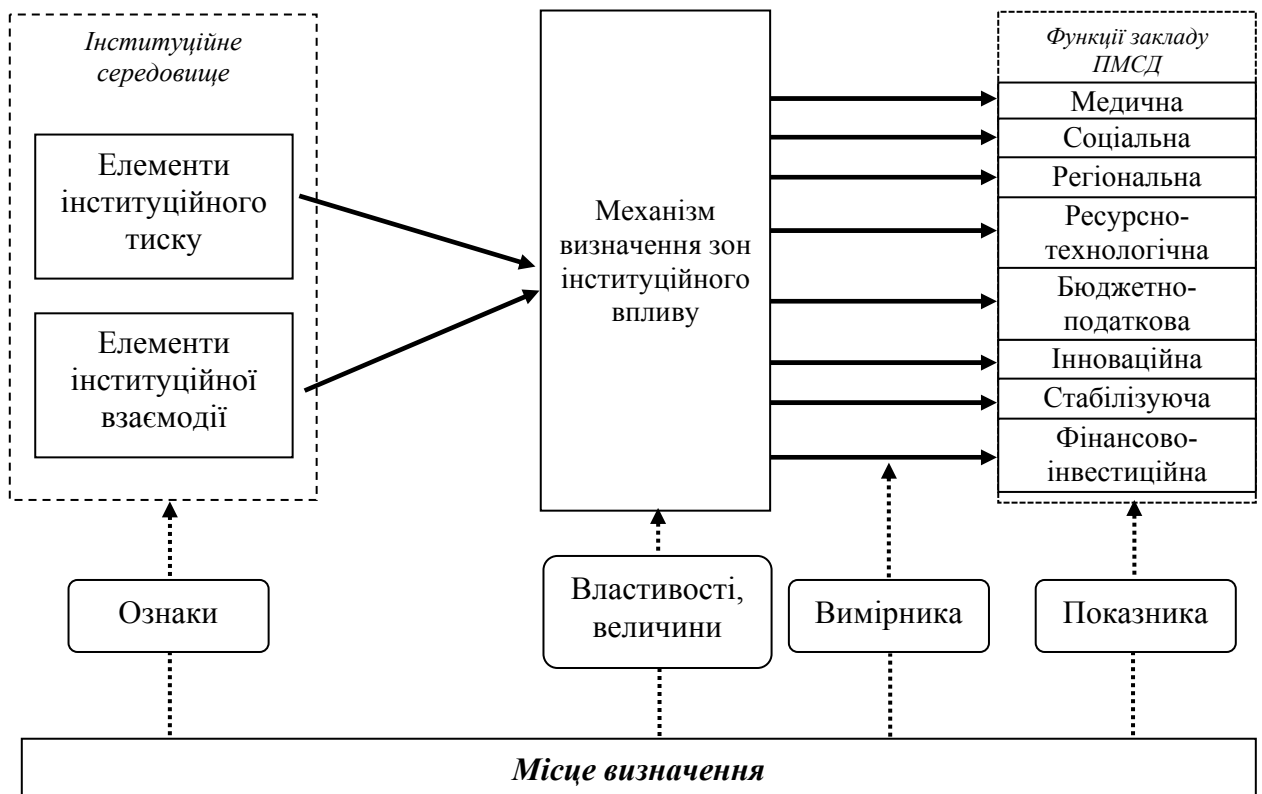 Інституційне
середовище
Елементи
інституційного
тиску
Елементи
інституційної
взаємодії
Механізм
визначення зон
інституційного
впливу
Функції закладу
ПМСД
Медична
Соціальна
Регіональна
Ресурсно-
технологічна
Бюджетно-
податкова
Інноваційна
Стабілізуюча
Фінансово-
інвестиційна
Ознаки
Властивості,
величини
Вимірника
Показника
Місце визначення